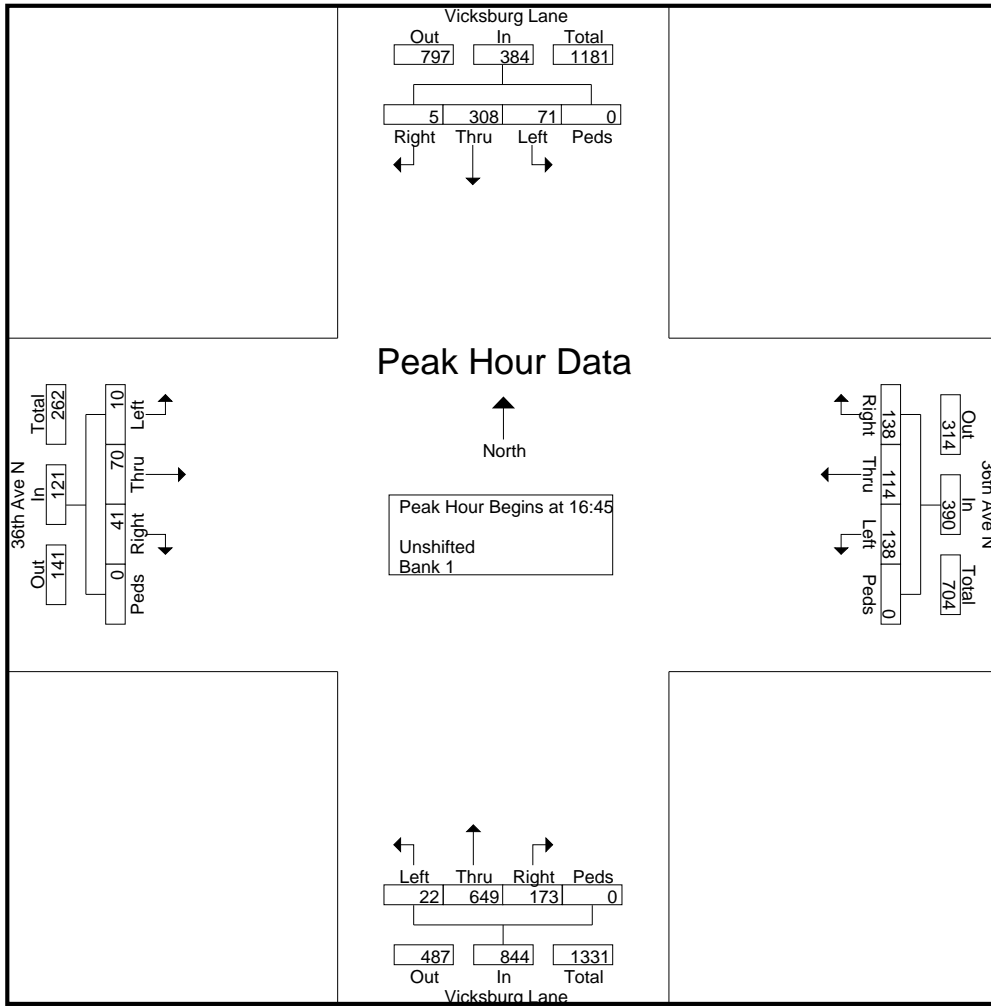 Vicksburg Lane
Out In Total
797 384 1181
5 308 71 0
Right Thru Left Peds
Peak Hour Data
North
Peak Hour Begins at 16:45
Unshifted
Bank 1
36th Ave N
Out In Total
141 121 262
Left Thru Right Peds
10 70 41 0
36th Ave N
Out In Total
314 390 704
Right Thru Left Peds
138 114 138 0
Left Thru Right Peds
22 649 173 0
487 844 1331
Out In Total
Vicksburg Lane